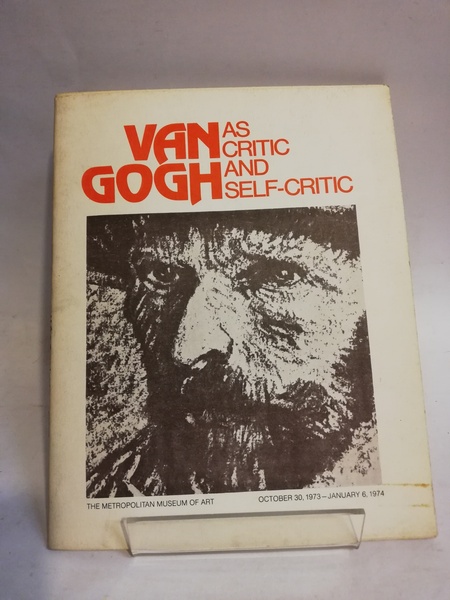 VAN AS
CRITIC
GOGH AND
SELF-CRITIC
THE METROPOLITAN MUSEUM OF ART
OCTOBER 30, 1973–JANUARY 6, 1974